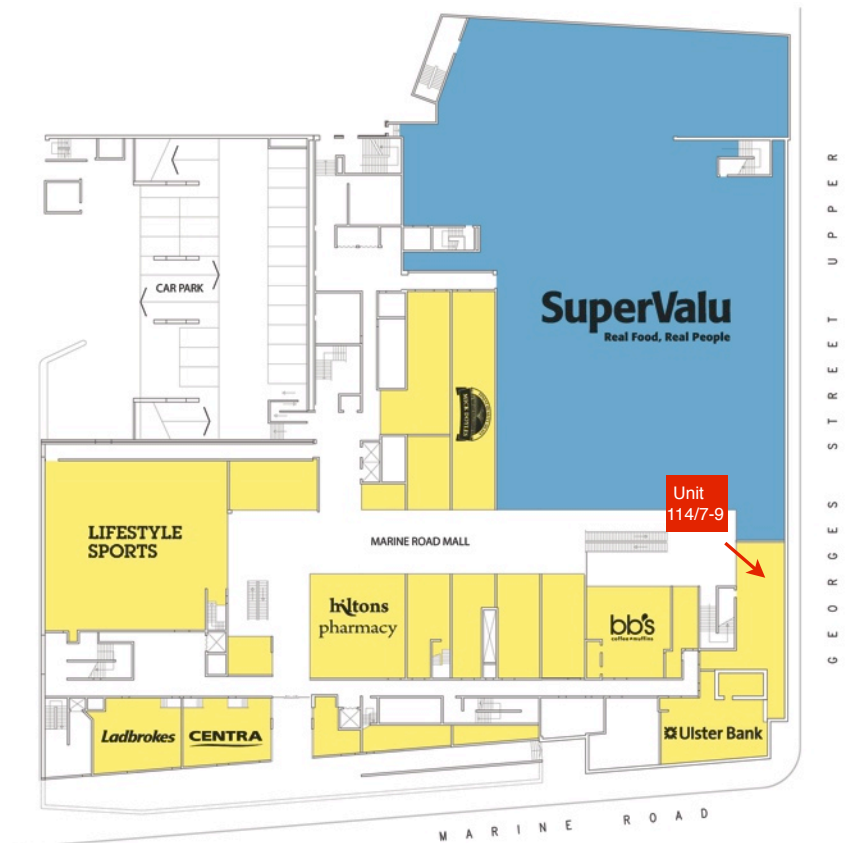 CAR PARK
SuperValu
Real Food, Real People
GEORGES STREET UPPER
Unit
114/7-9
LIFESTYLE
SPORTS
MARINE ROAD MALL
hiltons
pharmacy
bb's
coffee+muffins
Ladbrokes
CENTRA
Ulster Bank
MARINE ROAD